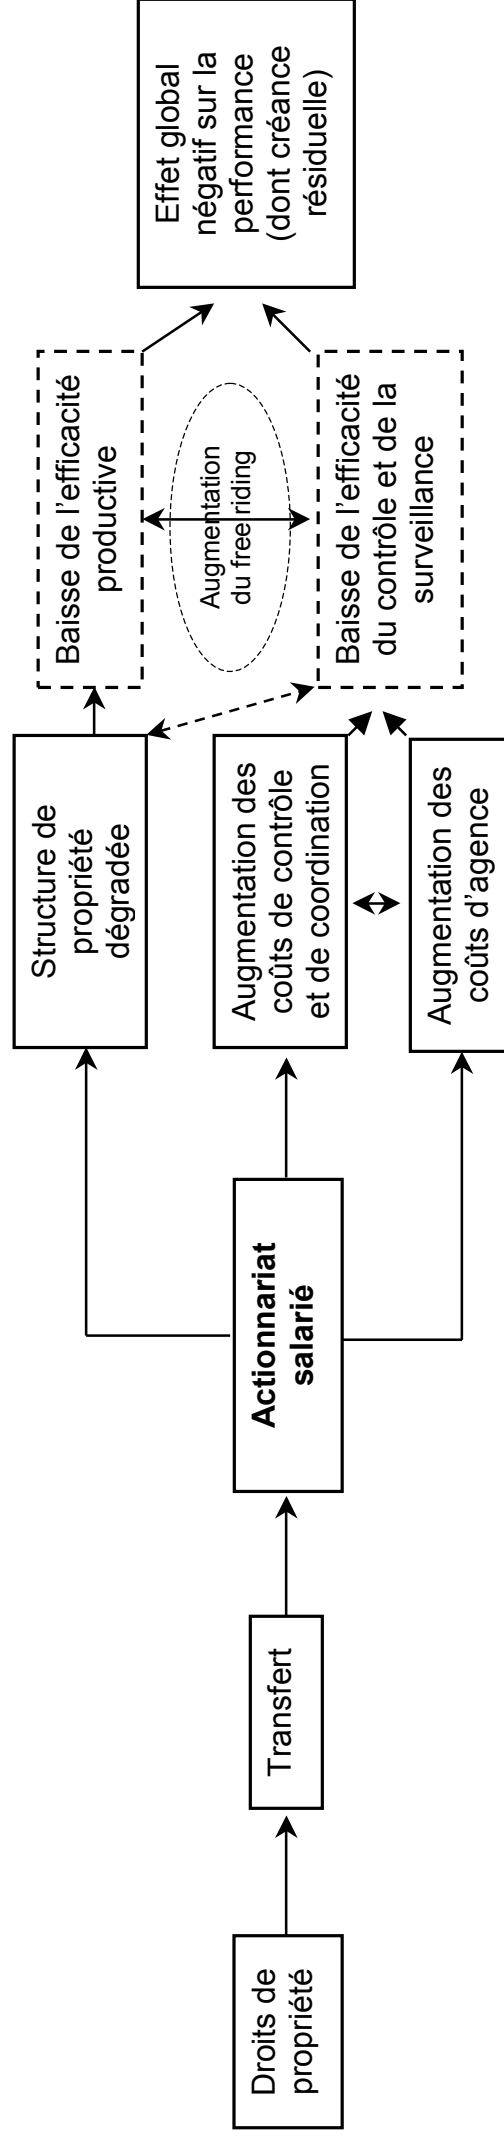 Droits de
propriété
Transfert
Actionnariat
salarié
Structure de
propriété
dégradée
Augmentation des
coûts de contrôle
et de coordination
Augmentation des
coûts d’agence
Baisse de l’efficacité
productive
Augmentation
du free riding
Baisse de l’efficacité
du contrôle et de la
surveillance
Effet global
négatif sur la
performance
(dont créance
résiduelle)